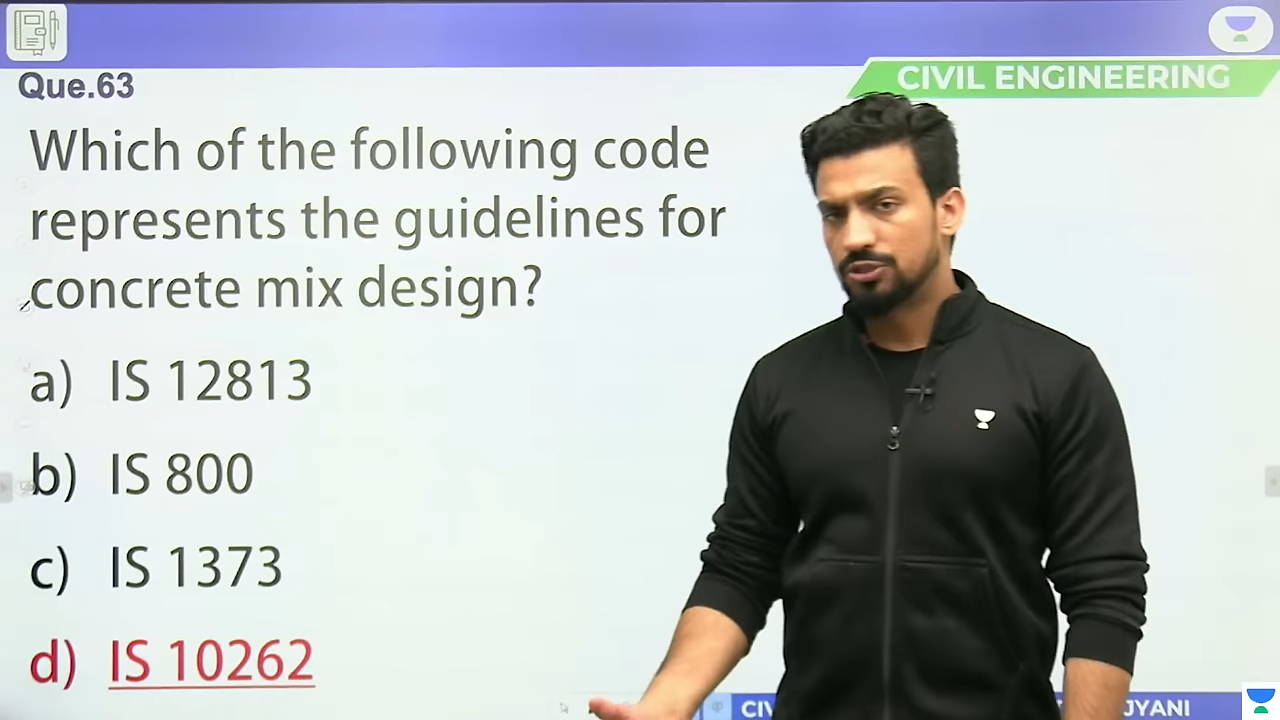 Que.63
CIVIL ENGINEERING
Which of the following code
represents the guidelines for
concrete mix design?
a) IS 12813
b) IS 800
c) IS 1373
d) IS 10262
JYANI